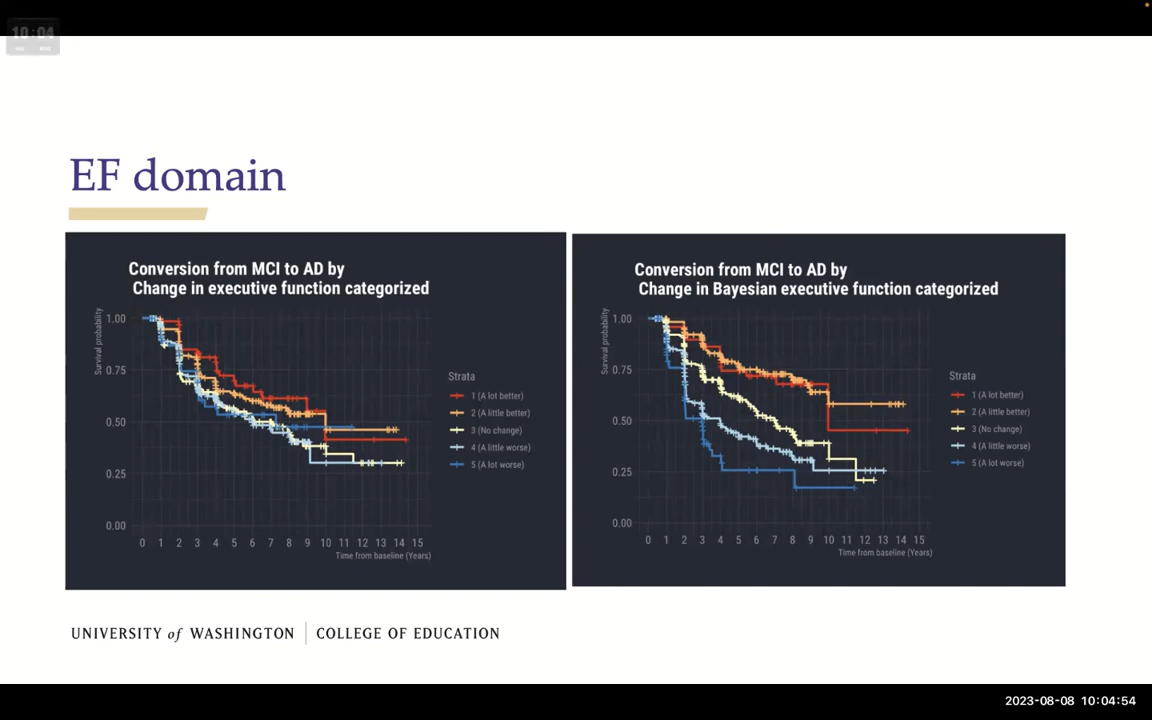 10:04
EF domain
Conversion from MCI to AD by
Change in executive function categorized
Survival probability
1.00
0.75
0.50
0.25
0.00
0 1 2 3 4 5 6 7 8 9 10 11 12 13 14 15
Time from baseline (Years)
Strata
1 (A lot better)
2 (A little better)
3 (No change)
4 (A little worse)
5 (A lot worse)
Conversion from MCI to AD by
Change in Bayesian executive function categorized
Survival probability
1.00
0.75
0.50
0.25
0.00
0 1 2 3 4 5 6 7 8 9 10 11 12 13 14 15
Time from baseline (Years)
Strata
1 (A lot better)
2 (A little better)
3 (No change)
4 (A little worse)
5 (A lot worse)
UNIVERSITY of WASHINGTON | COLLEGE OF EDUCATION
2023-08-08 10:04:54